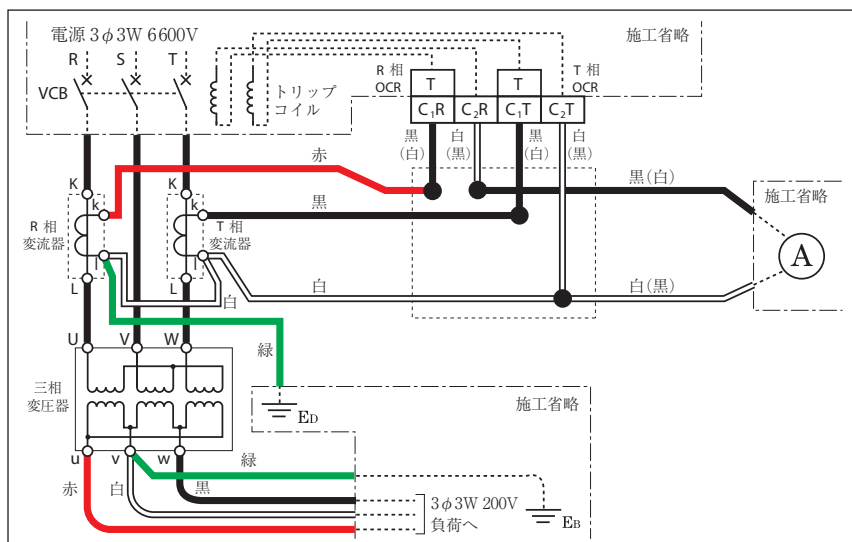 電源 3φ3W 6600V
施工省略
R S T
VCB
トリップ
コイル
R 相
OCR
T
T
T 相
OCR
C₁R C₂R C₁T C₂T
黒
(白)
白
(黒)
黒
(白)
白
(黒)
赤
黒(白)
施工省略
K
k
K
k
黒
R 相
変流器
T 相
変流器
A
l
l
L
L
白
白
白(黒)
U V W
緑
三相
変圧器
E_D
施工省略
u v w
緑
赤
白
黒
3φ3W 200V
負荷へ
E_B